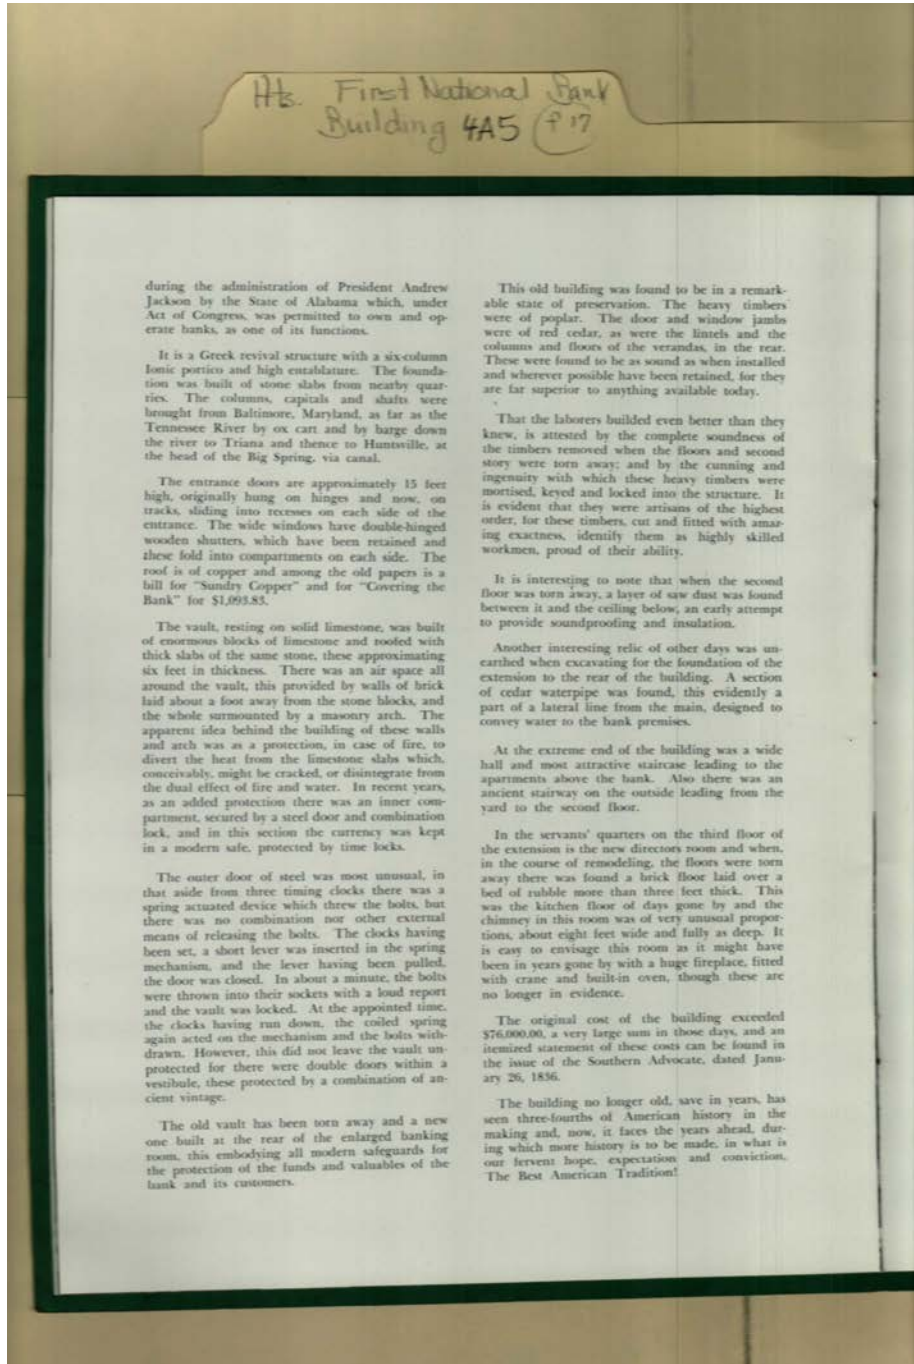 Hts. First National Bank
Building 4A5 P 17
during the administration of President Andrew
Jackson by the State of Alabama which, under
Act of Congress, was permitted to own and op-
erate banks, as one of its functions.
It is a Greek revival structure with a six-column
Ionic portico and high entablature. The founda-
tion was built of stone slabs from nearby quar-
ries. The columns, capitals and shafts were
brought from Baltimore, Maryland, as far as the
Tennessee River by ox cart and by barge down
the river to Triana and thence to Huntsville, at
the head of the Big Spring, via canal.
The entrance doors are approximately 15 feet
high, originally hung on hinges and now, on
tracks, sliding into recesses on each side of the
entrance. The wide windows have double-hinged
wooden shutters, which have been retained and
these fold into compartments on each side. The
roof is of copper and among the old papers is a
bill for "Sundry Copper" and for "Covering the
Bank" for $1,093.83.
The vault, resting on solid limestone, was built
of enormous blocks of limestone and roofed with
thick slabs of the same stone, these approximating
six feet in thickness. There was an air space all
around the vault, this provided by walls of brick
laid about a foot away from the stone blocks, and
the whole surmounted by a masonry arch. The
apparent idea behind the building of these walls
and arch was as a protection, in case of fire, to
divert the heat from the limestone slabs which,
conceivably, might be cracked, or disintegrate from
the dual effect of fire and water. In recent years,
as an added protection there was an inner com-
partment, secured by a steel door and combination
lock, and in this section the currency was kept
in a modern safe, protected by time locks.
The outer door of steel was most unusual, in
that aside from three timing clocks there was a
spring actuated device which threw the bolts, but
there was no combination nor other external
means of releasing the bolts. The clocks having
been set, a short lever was inserted in the spring
mechanism, and the lever having been pulled,
the door was closed. In about a minute, the bolts
were thrown into their sockets with a loud report
and the vault was locked. At the appointed time,
the clocks having run down, the coiled spring
again acted on the mechanism and the bolts with-
drawn. However, this did not leave the vault un-
protected for there were double doors within a
vestibule, these protected by a combination of an-
cient vintage.
The old vault has been torn away and a new
one built at the rear of the enlarged banking
room, this embodying all modern safeguards for
the protection of the funds and valuables of the
bank and its customers.
This old building was found to be in a remark-
able state of preservation. The heavy timbers
were of poplar. The door and window jambs
were of red cedar, as were the lintels and the
columns and floors of the verandas, in the rear.
These were found to be as sound as when installed
and wherever possible have been retained, for they
are far superior to anything available today.
That the laborers builded even better than they
knew, is attested by the complete soundness of
the timbers removed when the floors and second
story were torn away; and by the cunning and
ingenuity with which these heavy timbers were
mortised, keyed and locked into the structure. It
is evident that they were artisans of the highest
order, for these timbers, cut and fitted with amaz-
ing exactness, identify them as highly skilled
workmen, proud of their ability.
It is interesting to note that when the second
floor was torn away, a layer of saw dust was found
between it and the ceiling below, an early attempt
to provide soundproofing and insulation.
Another interesting relic of other days was un-
earthed when excavating for the foundation of the
extension to the rear of the building. A section
of cedar waterpipe was found, this evidently a
part of a lateral line from the main, designed to
convey water to the bank premises.
At the extreme end of the building was a wide
hall and most attractive staircase leading to the
apartments above the bank. Also there was an
ancient stairway on the outside leading from the
yard to the second floor.
In the servants' quarters on the third floor of
the extension is the new directors room and when,
in the course of remodeling, the floors were torn
away there was found a brick floor laid over a
bed of rubble more than three feet thick. This
was the kitchen floor of days gone by and the
chimney in this room was of very unusual propor-
tions, about eight feet wide and fully as deep. It
is easy to envisage this room as it might have
been in years gone by with a huge fireplace, fitted
with crane and built-in oven, though these are
no longer in evidence.
The original cost of the building exceeded
$76,000.00, a very large sum in those days, and an
itemized statement of these costs can be found in
the issue of the Southern Advocate, dated Janu-
ary 26, 1836.
The building no longer old, save in years, has
seen three-fourths of American history in the
making and, now, it faces the years ahead, dur-
ing which more history is to be made, in what is
our fervent hope, expectation and conviction,
The Best American Tradition!